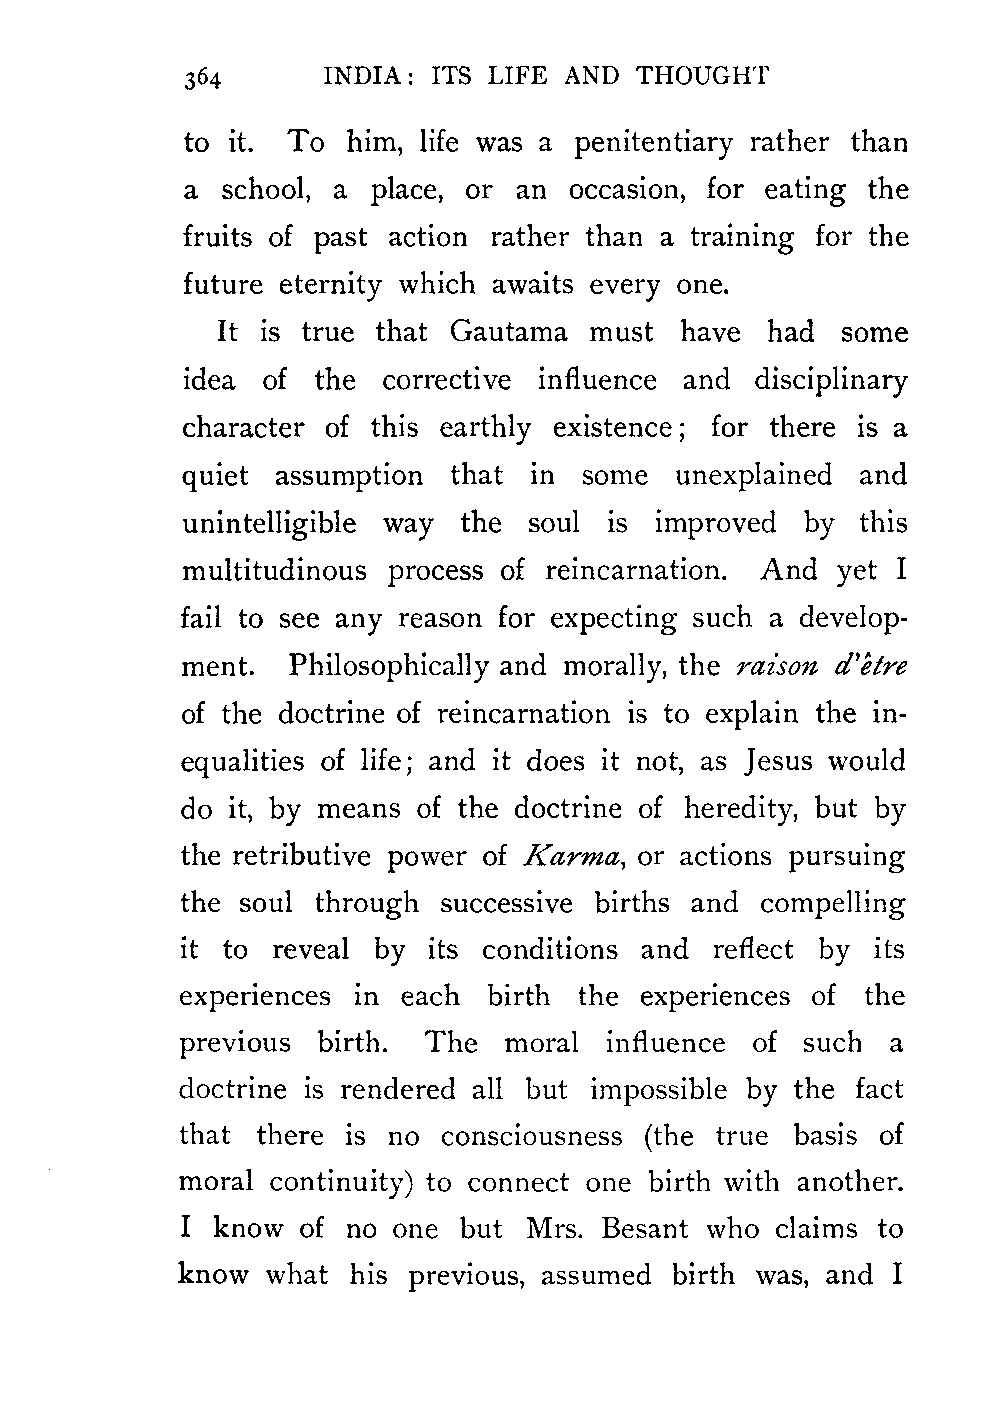 364 INDIA: ITS LIFE AND THOUGHT
to it. To him, life was a penitentiary rather than
a school, a place, or an occasion, for eating the
fruits of past action rather than a training for the
future eternity which awaits every one.
It is true that Gautama must have had some
idea of the corrective influence and disciplinary
character of this earthly existence; for there is a
quiet assumption that in some unexplained and
unintelligible way the soul is improved by this
multitudinous process of reincarnation. And yet I
fail to see any reason for expecting such a develop-
ment. Philosophically and morally, the raison d'être
of the doctrine of reincarnation is to explain the in-
equalities of life; and it does it not, as Jesus would
do it, by means of the doctrine of heredity, but by
the retributive power of Karma, or actions pursuing
the soul through successive births and compelling
it to reveal by its conditions and reflect by its
experiences in each birth the experiences of the
previous birth. The moral influence of such a
doctrine is rendered all but impossible by the fact
that there is no consciousness (the true basis of
moral continuity) to connect one birth with another.
I know of no one but Mrs. Besant who claims to
know what his previous, assumed birth was, and I